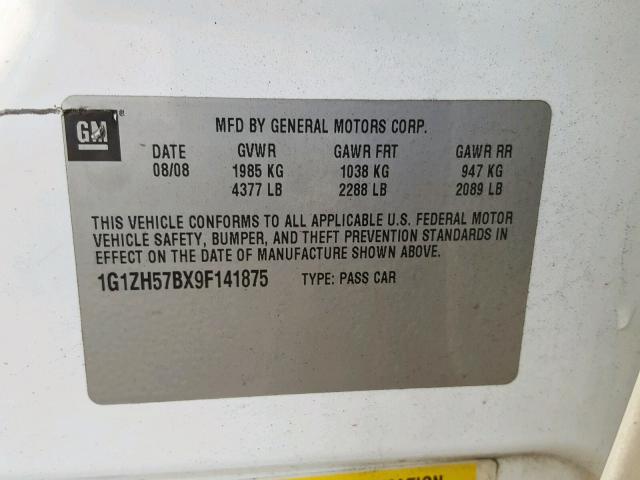 GM®
MFD BY GENERAL MOTORS CORP.
DATE GVWR GAWR FRT GAWR RR
08/08 1985 KG 1038 KG 947 KG
4377 LB 2288 LB 2089 LB
THIS VEHICLE CONFORMS TO ALL APPLICABLE U.S. FEDERAL MOTOR
VEHICLE SAFETY, BUMPER, AND THEFT PREVENTION STANDARDS IN
EFFECT ON THE DATE OF MANUFACTURE SHOWN ABOVE.
1G1ZH57BX9F141875 TYPE: PASS CAR